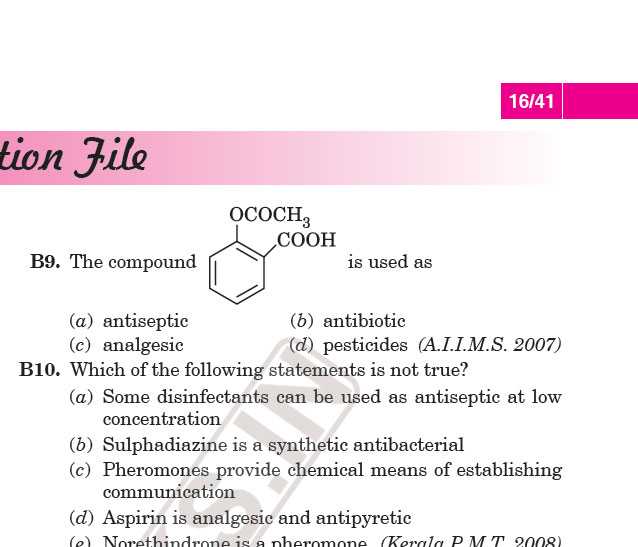 16/41
tion File
OCOCH3
COOH
B9. The compound is used as
(a) antiseptic (b) antibiotic
(c) analgesic (d) pesticides (A.I.I.M.S. 2007)
B10. Which of the following statements is not true?
(a) Some disinfectants can be used as antiseptic at low
concentration
(b) Sulphadiazine is a synthetic antibacterial
(c) Pheromones provide chemical means of establishing
communication
(d) Aspirin is analgesic and antipyretic
(e) Norethindrone is a pheromone (Kerala P.M.T. 2008)
S.IN